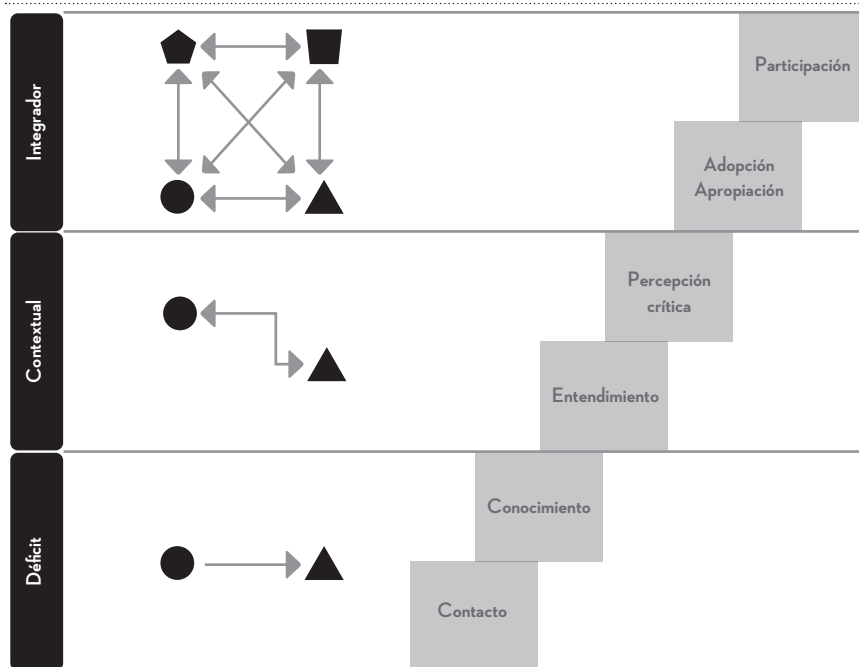 Integrador
Participación
Adopción
Apropiación
Contextual
Percepción
crítica
Entendimiento
Déficit
Conocimiento
Contacto